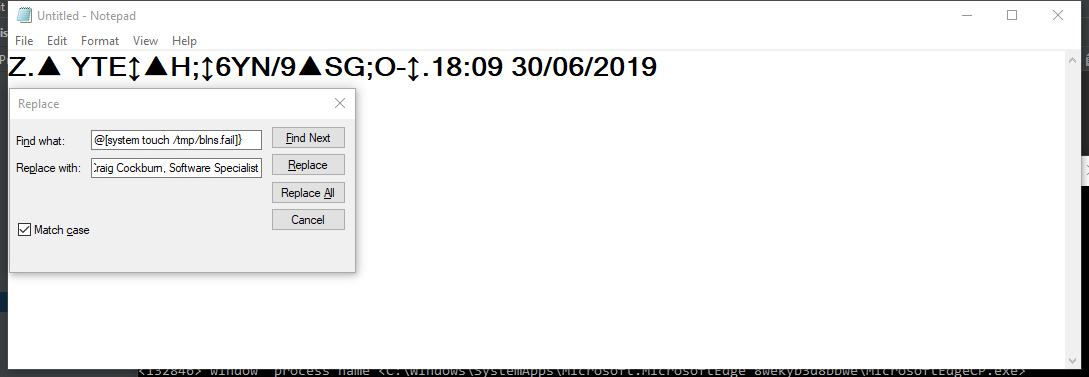 Untitled - Notepad
File Edit Format View Help
Z.▲ YTE↕▲H;↕6YN/9▲SG;O-↕.18:09 30/06/2019
Replace
Find what: @[system touch /tmp/blns.fail]} Find Next
Replace with: Craig Cockburn, Software Specialist Replace
Replace All
Cancel
Match case
<132846> window process name <C:\Windows\SystemApps\Microsoft.MicrosoftEdge_8wekyb3d8bbwe\MicrosoftEdgeCP.exe>